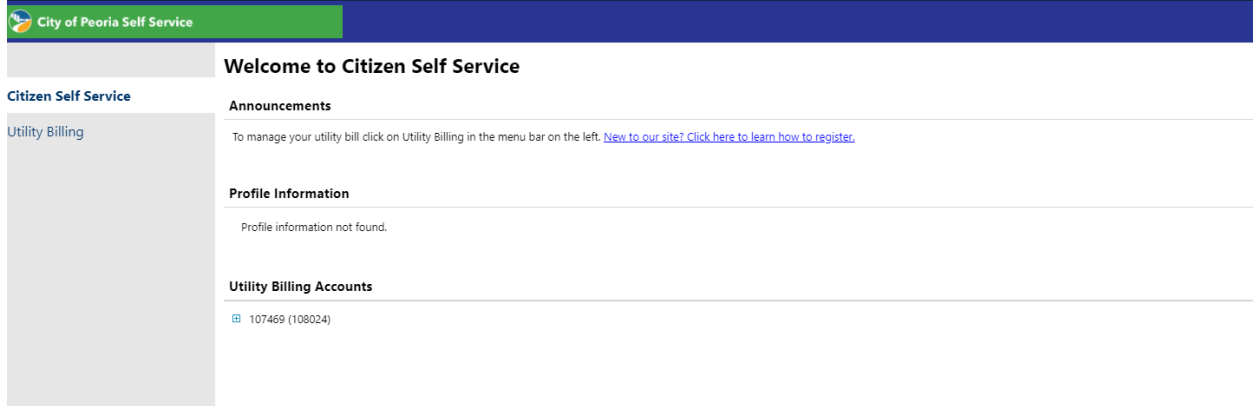 City of Peoria Self Service
Welcome to Citizen Self Service
Citizen Self Service
Utility Billing
Announcements
To manage your utility bill click on Utility Billing in the menu bar on the left. New to our site? Click here to learn how to register.
Profile Information
Profile information not found.
Utility Billing Accounts
107469 (108024)